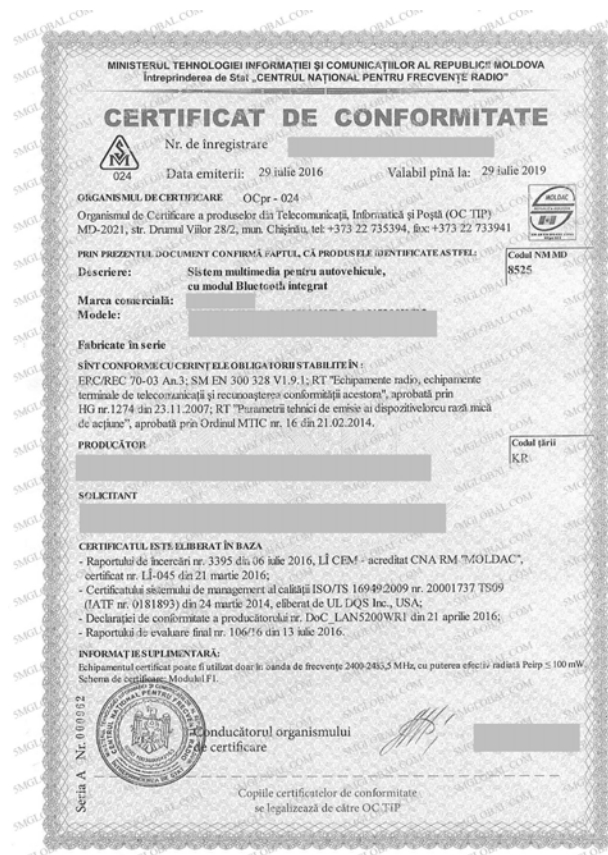 MINISTERUL TEHNOLOGIEI INFORMAȚIEI ȘI COMUNICAȚIILOR AL REPUBLICII MOLDOVA
Întreprinderea de Stat „CENTRUL NAȚIONAL PENTRU FRECVENȚE RADIO"
CERTIFICAT DE CONFORMITATE
Nr. de înregistrare
024
Data emiterii: 29 iulie 2016 Valabil pînă la: 29 iulie 2019
ORGANISMUL DE CERTIFICARE OCpr - 024
Organismul de Certificare a produselor din Telecomunicații, Informatică și Poștă (OC TIP)
MD-2021, str. Drumul Viilor 28/2, mun. Chișinău, tel: +373 22 735394, fax: +373 22 733941
MOLDAC
PRIN PREZENTUL DOCUMENT CONFIRMĂ FAPTUL, CĂ PRODUSELE IDENTIFICATE ASTFEL:
Codul NM MD
8525
Descriere: Sistem multimedia pentru autovehicule,
cu modul Bluetooth integrat
Marca comercială:
Modele:
Fabricate în serie
SÎNT CONFORME CU CERINȚELE OBLIGATORII STABILITE ÎN :
ERC/REC 70-03 An.3; SM EN 300 328 V1.9.1; RT "Echipamente radio, echipamente
terminale de telecomunicații și recunoașterea conformității acestora", aprobată prin
HG nr.1274 din 23.11.2007; RT "Parametrii tehnici de emisie ai dispozitivelorcu rază mică
de acțiune", aprobată prin Ordinul MTIC nr. 16 din 21.02.2014.
PRODUCĂTOR
Codul țării
KR
SOLICITANT
CERTIFICATUL ESTE ELIBERAT ÎN BAZA
- Raportului de încercări nr. 3395 din 06 iulie 2016, LÎ CEM - acreditat CNA RM "MOLDAC",
certificat nr. LÎ-045 din 21 martie 2016;
- Certificatului sistemului de management al calității ISO/TS 16949:2009 nr. 20001737 TS09
(IATF nr. 0181893) din 24 martie 2014, eliberat de UL DQS Inc., USA;
- Declarației de conformitate a producătorului nr. DoC_LAN5200WR1 din 21 aprilie 2016;
- Raportului de evaluare final nr. 106/16 din 13 iulie 2016.
INFORMAȚIE SUPLIMENTARĂ:
Echipamentul certificat poate fi utilizat doar în banda de frecvențe 2400-2483,5 MHz, cu puterea efectiv radiată Peirp ≤ 100 mW.
Schema de certificare: Modulul F1.
Conducătorul organismului
de certificare
Seria A Nr. 000962
Copiile certificatelor de conformitate
se legalizează de către OC TIP
SMGLOBAL.COM